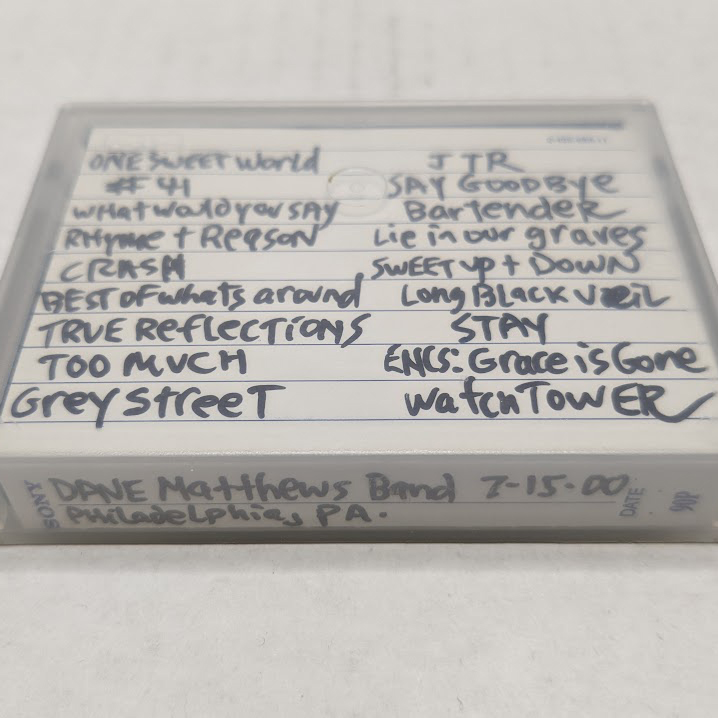 ONE SWEET World
#41
WHAT Would you SAY
RHyme + Reason
CRASH
BEST OF whats around
TRUE Reflections
TOO MUCH
Grey Street
JTR
SAY GOODBye
Bartender
Lie in our graves
SWEET up + DOWN
Long Black Veil
STAY
ENCS: Grace is Gone
WatchTOWER
DAVE Matthews Band 7-15-00
PHILADELPHIA, PA.
SONY
DATE
90P